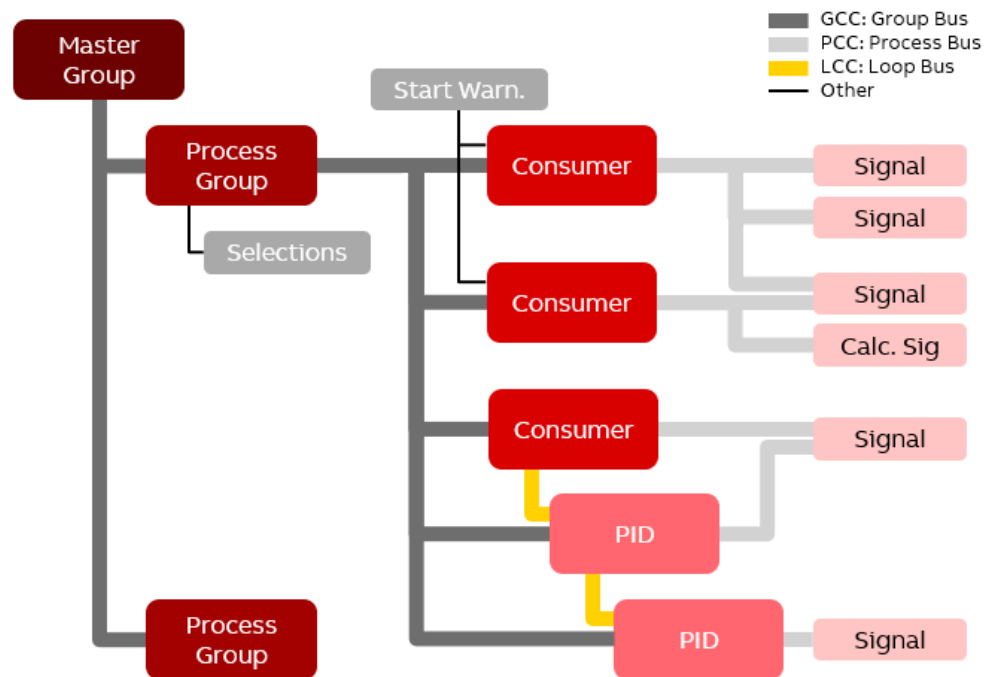 GCC: Group Bus
PCC: Process Bus
LCC: Loop Bus
Other
Master
Group
Start Warn.
Process
Group
Consumer
Signal
Signal
Selections
Consumer
Signal
Calc. Sig
Consumer
Signal
PID
Process
Group
PID
Signal